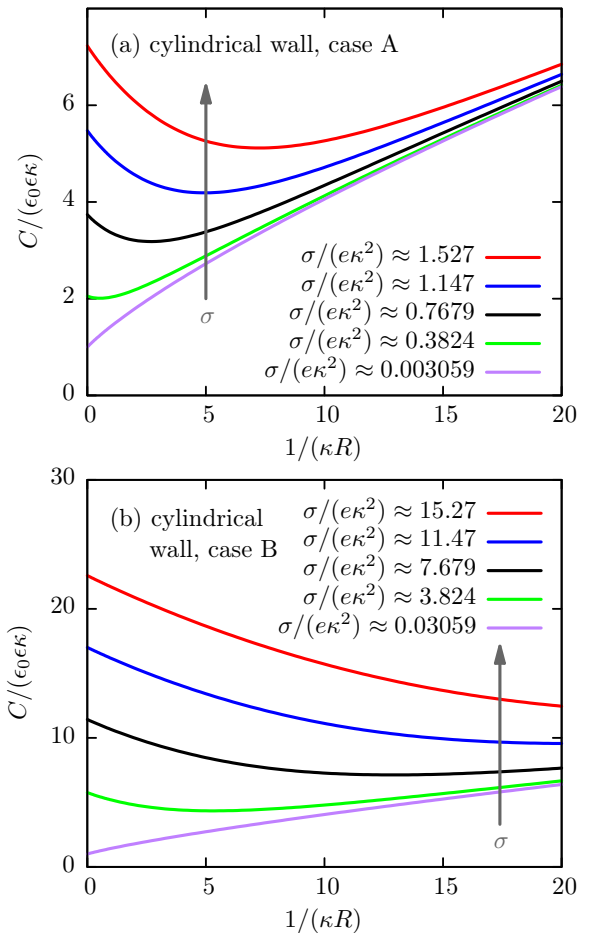 (a) cylindrical wall, case A
6
4
2
0
C/(ϵ₀ϵκ)
σ/(eκ²) ≈ 1.527
σ/(eκ²) ≈ 1.147
σ/(eκ²) ≈ 0.7679
σ/(eκ²) ≈ 0.3824
σ/(eκ²) ≈ 0.003059
σ
0 5 10 15 20
1/(κR)
(b) cylindrical
wall, case B
30
20
10
0
C/(ϵ₀ϵκ)
σ/(eκ²) ≈ 15.27
σ/(eκ²) ≈ 11.47
σ/(eκ²) ≈ 7.679
σ/(eκ²) ≈ 3.824
σ/(eκ²) ≈ 0.03059
σ
0 5 10 15 20
1/(κR)